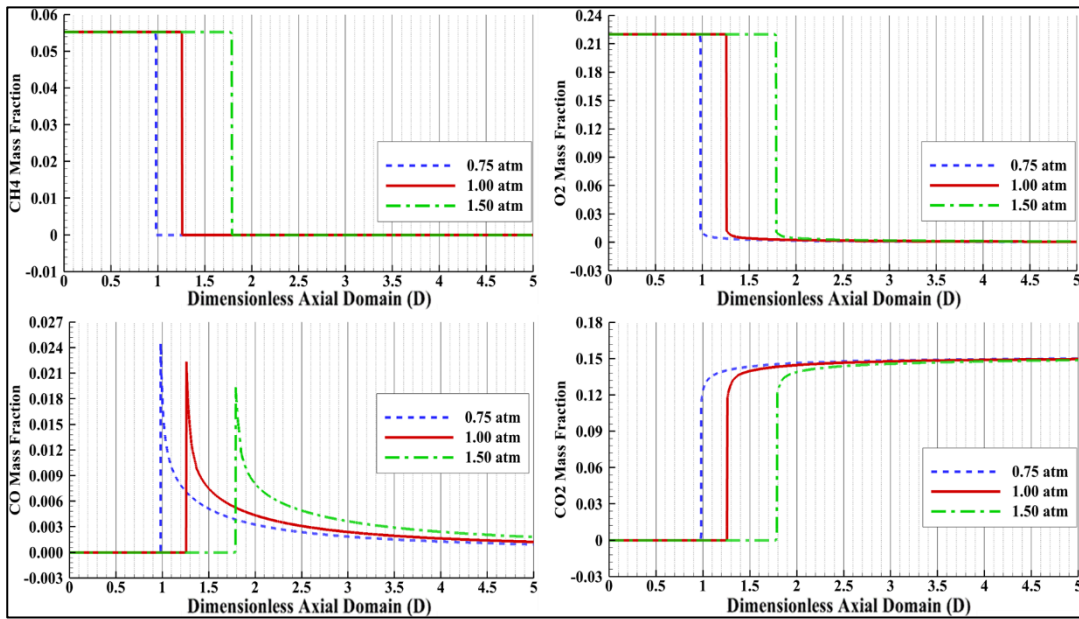 CH4 Mass Fraction
0.06
0.05
0.04
0.03
0.02
0.01
0
-0.01
0.75 atm
1.00 atm
1.50 atm
0 0.5 1 1.5 2 2.5 3 3.5 4 4.5 5
Dimensionless Axial Domain (D)
O2 Mass Fraction
0.24
0.21
0.18
0.15
0.12
0.09
0.06
0.03
0
-0.03
0.75 atm
1.00 atm
1.50 atm
0 0.5 1 1.5 2 2.5 3 3.5 4 4.5 5
Dimensionless Axial Domain (D)
CO Mass Fraction
0.027
0.024
0.021
0.018
0.015
0.012
0.009
0.006
0.003
0.000
-0.003
0.75 atm
1.00 atm
1.50 atm
0 0.5 1 1.5 2 2.5 3 3.5 4 4.5 5
Dimensionless Axial Domain (D)
CO2 Mass Fraction
0.18
0.15
0.12
0.09
0.06
0.03
0
-0.03
0.75 atm
1.00 atm
1.50 atm
0 0.5 1 1.5 2 2.5 3 3.5 4 4.5 5
Dimensionless Axial Domain (D)